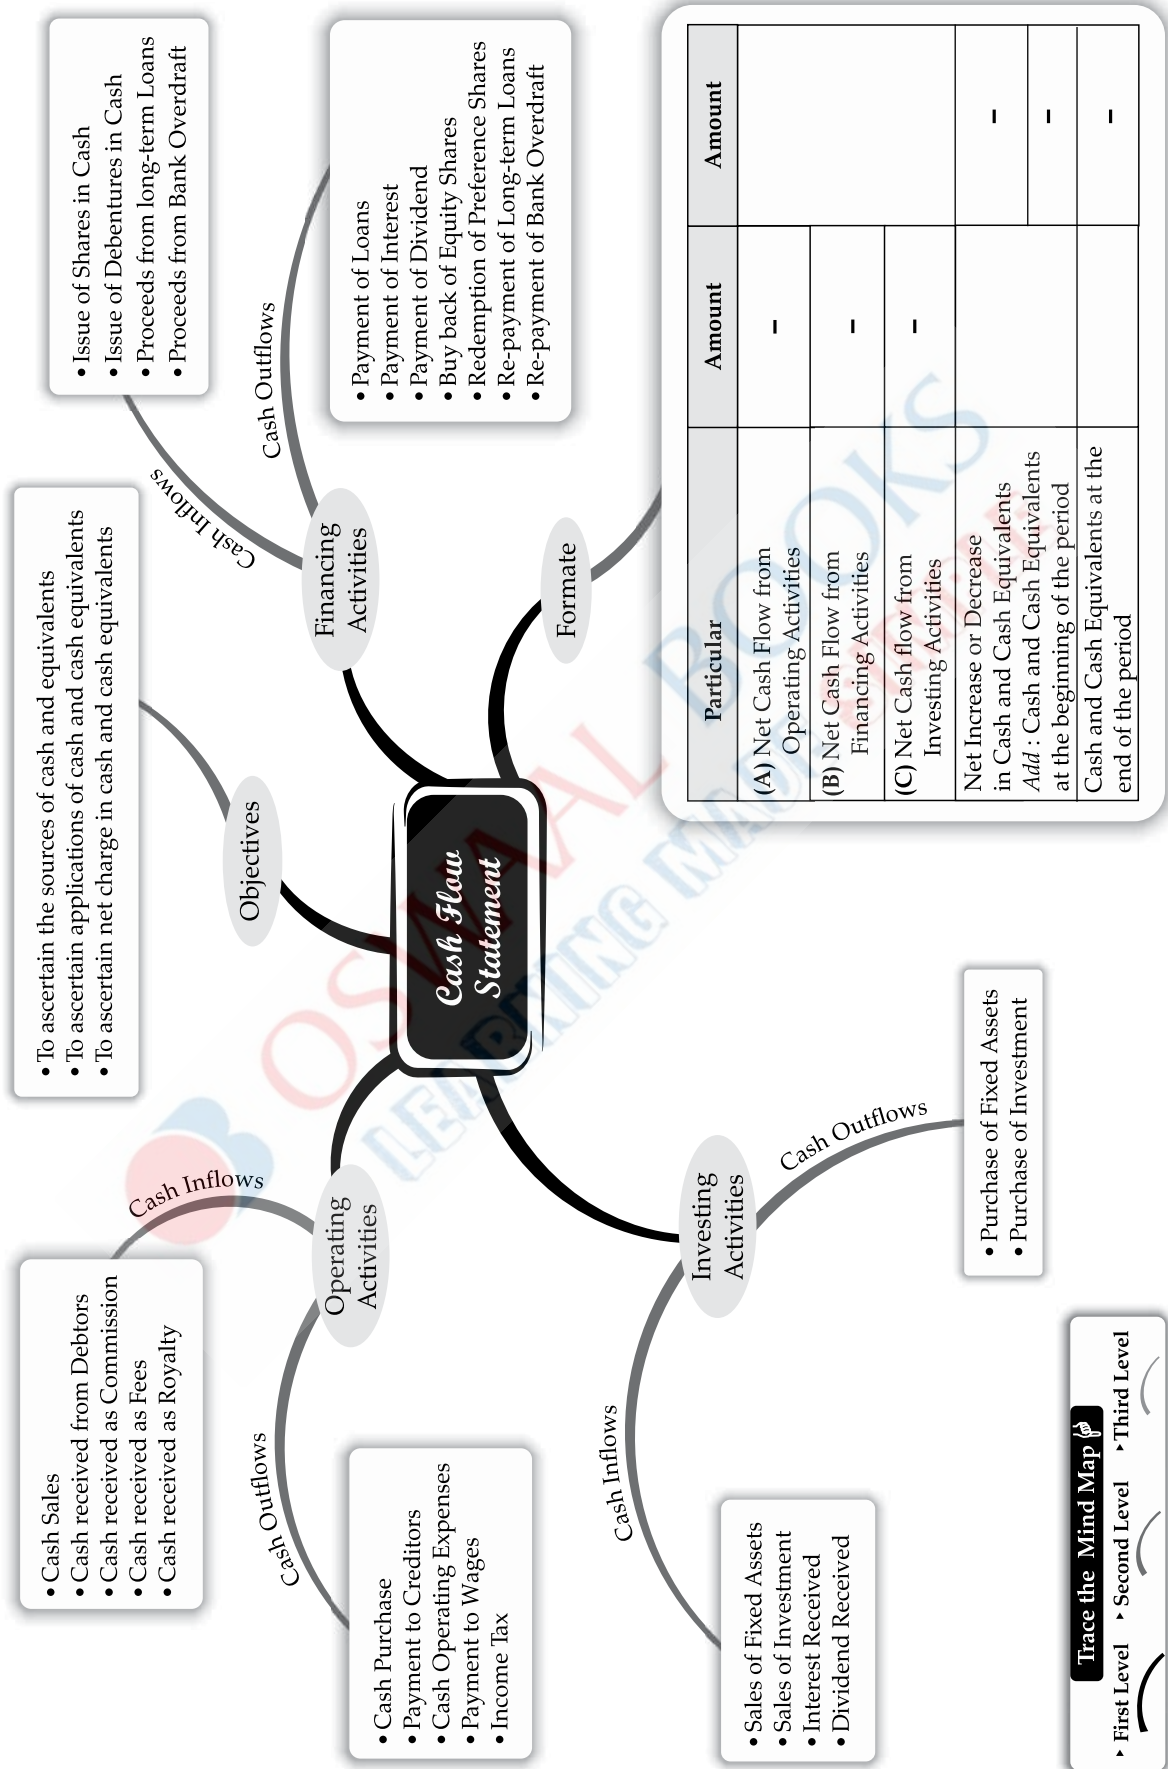 • To ascertain the sources of cash and equivalents
• To ascertain applications of cash and cash equivalents
• To ascertain net charge in cash and cash equivalents
Objectives
• Cash Sales
• Cash received from Debtors
• Cash received as Commission
• Cash received as Fees
• Cash received as Royalty
Cash Inflows
Operating
Activities
Cash Outflows
• Cash Purchase
• Payment to Creditors
• Cash Operating Expenses
• Payment to Wages
• Income Tax
• Issue of Shares in Cash
• Issue of Debentures in Cash
• Proceeds from long-term Loans
• Proceeds from Bank Overdraft
Cash Inflows
Financing
Activities
Cash Outflows
• Payment of Loans
• Payment of Interest
• Payment of Dividend
• Buy back of Equity Shares
• Redemption of Preference Shares
• Re-payment of Long-term Loans
• Re-payment of Bank Overdraft
Cash Flow
Statement
Investing
Activities
Cash Inflows
• Sales of Fixed Assets
• Sales of Investment
• Interest Received
• Dividend Received
Cash Outflows
• Purchase of Fixed Assets
• Purchase of Investment
Formate
Particular Amount Amount
(A) Net Cash Flow from
Operating Activities –
(B) Net Cash Flow from
Financing Activities –
(C) Net Cash flow from
Investing Activities –
Net Increase or Decrease
in Cash and Cash Equivalents –
Add : Cash and Cash Equivalents
at the beginning of the period –
Cash and Cash Equivalents at the
end of the period –
Trace the Mind Map
▸ First Level ▸ Second Level ▸ Third Level
OSWAAL BOOKS
LEARNING MADE SIMPLE